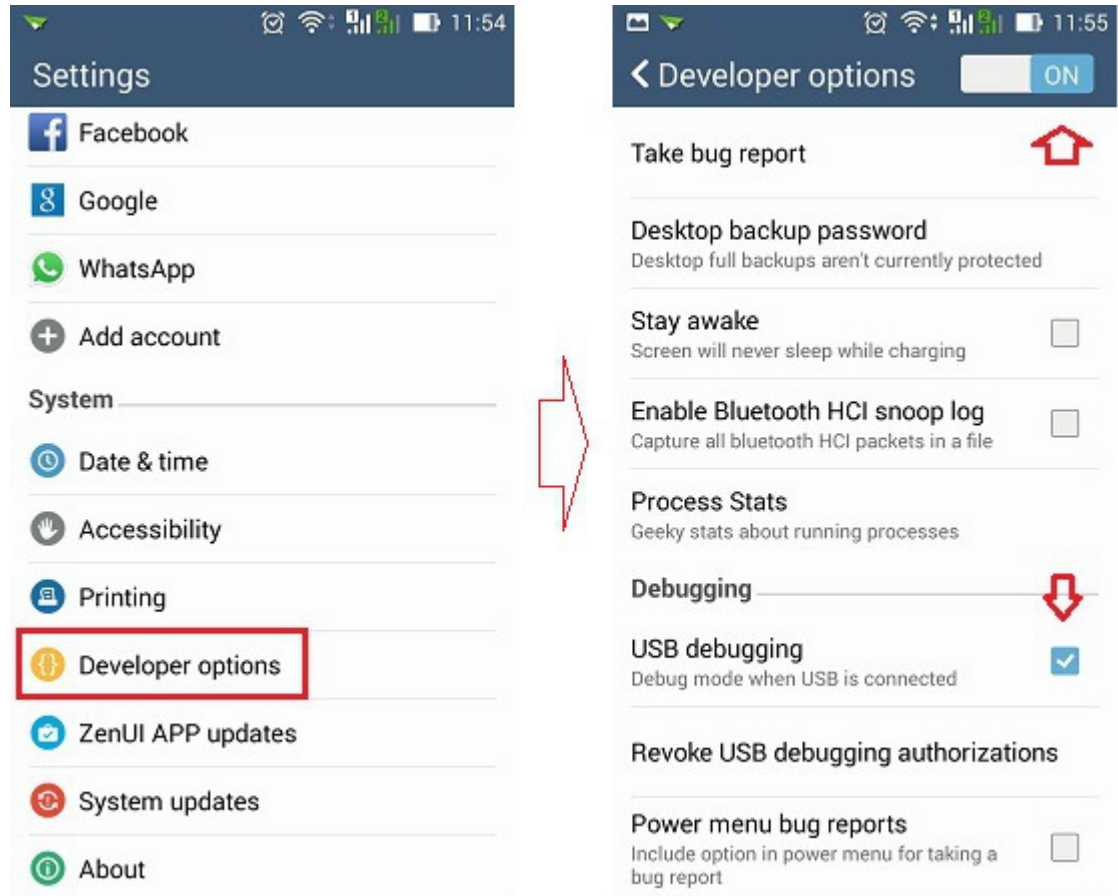 11:54
Settings
Facebook
Google
WhatsApp
Add account
System
Date & time
Accessibility
Printing
Developer options
ZenUI APP updates
System updates
About
11:55
Developer options
ON
Take bug report
Desktop backup password
Desktop full backups aren't currently protected
Stay awake
Screen will never sleep while charging
Enable Bluetooth HCI snoop log
Capture all bluetooth HCI packets in a file
Process Stats
Geeky stats about running processes
Debugging
USB debugging
Debug mode when USB is connected
Revoke USB debugging authorizations
Power menu bug reports
Include option in power menu for taking a
bug report